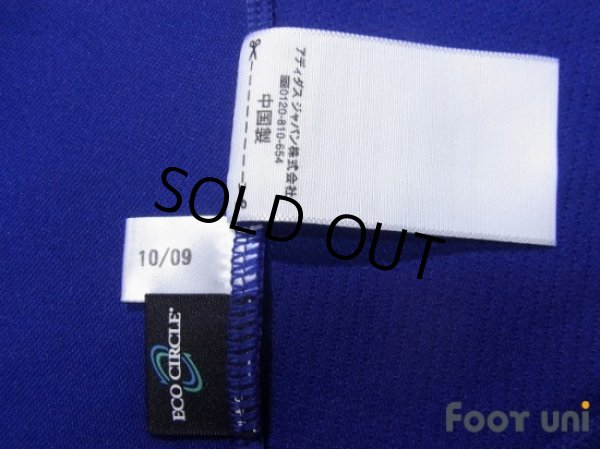 アディダス ジャパン株式会社
☎0120-810-654
中国製
SOLD OUT
10/09
ECO CIRCLE®
FOOT UNI